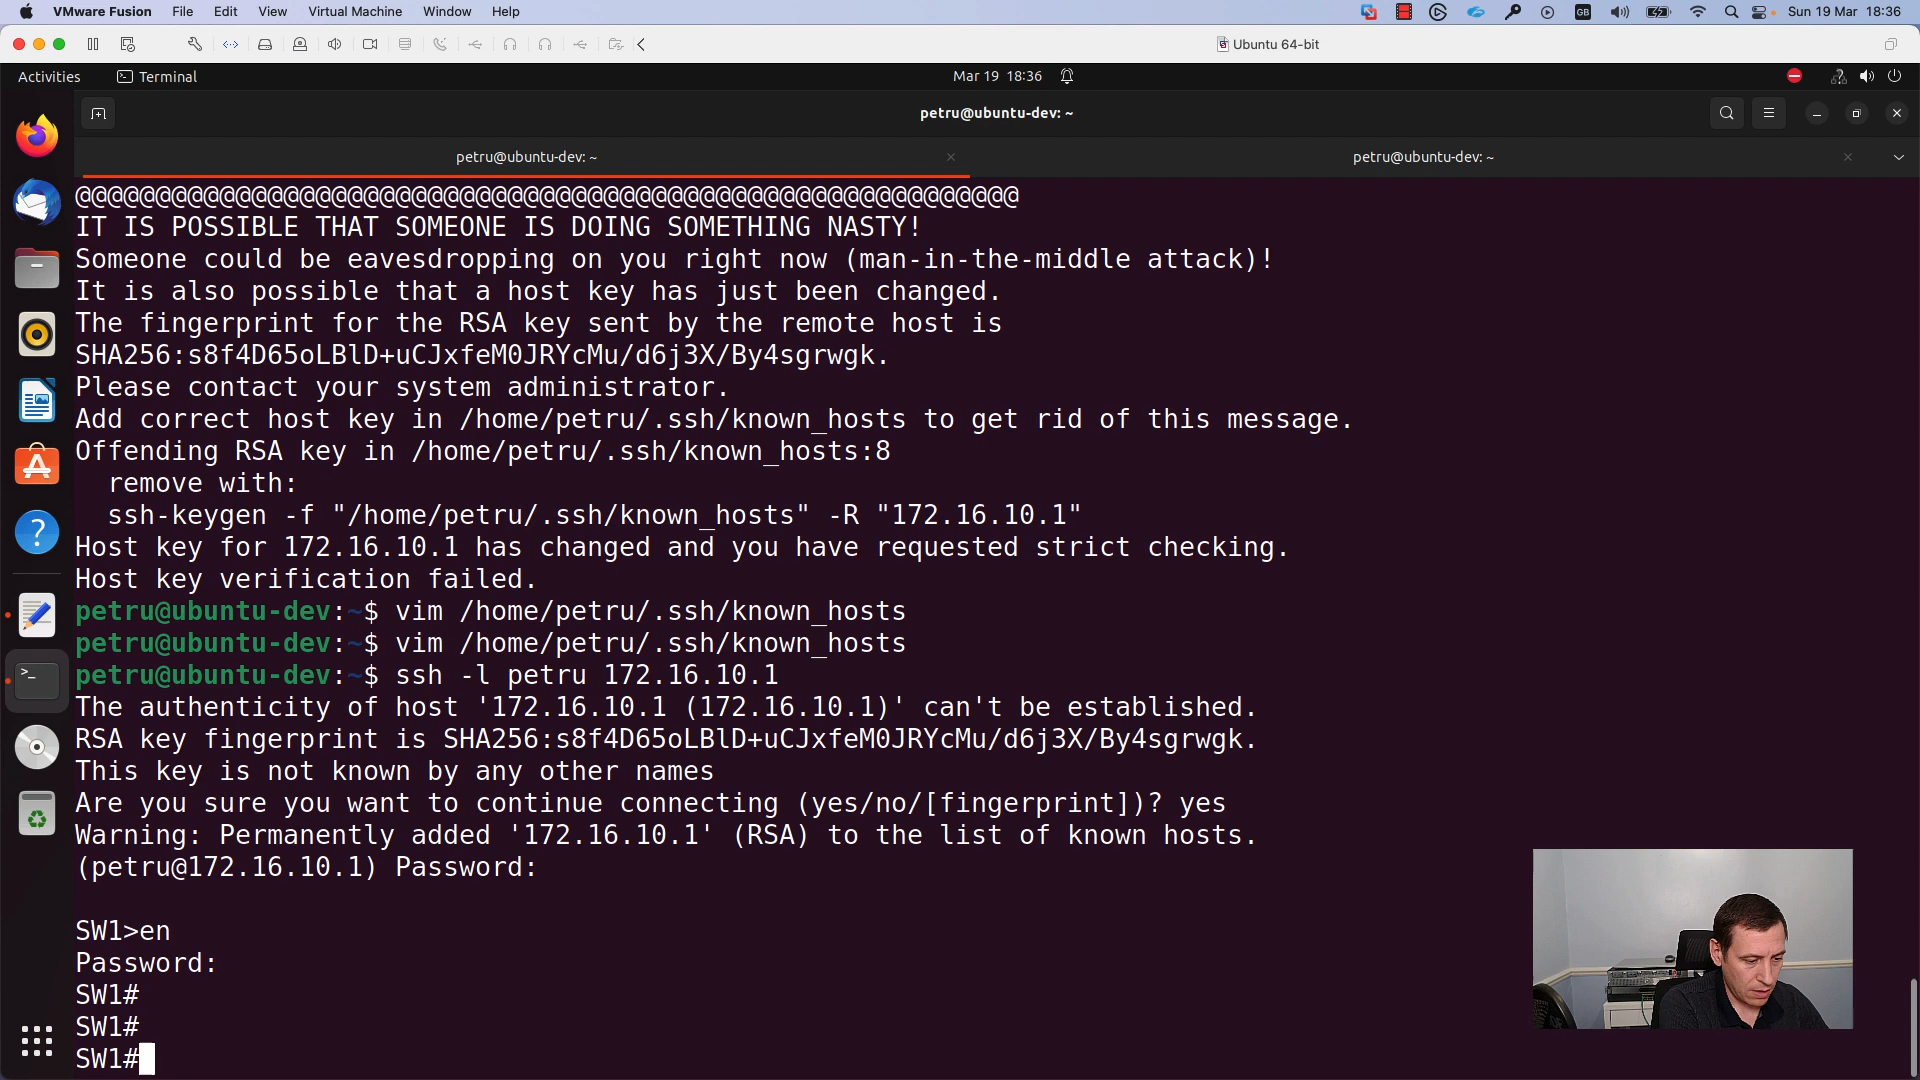 VMware Fusion File Edit View Virtual Machine Window Help GB Sun 19 Mar 18:36
Ubuntu 64-bit
Activities Terminal Mar 19 18:36
petru@ubuntu-dev: ~
petru@ubuntu-dev: ~ petru@ubuntu-dev: ~
@@@@@@@@@@@@@@@@@@@@@@@@@@@@@@@@@@@@@@@@@@@@@@@@@@@@@@@@@@@
IT IS POSSIBLE THAT SOMEONE IS DOING SOMETHING NASTY!
Someone could be eavesdropping on you right now (man-in-the-middle attack)!
It is also possible that a host key has just been changed.
The fingerprint for the RSA key sent by the remote host is
SHA256:s8f4D65oLBlD+uCJxfeM0JRYcMu/d6j3X/By4sgrwgk.
Please contact your system administrator.
Add correct host key in /home/petru/.ssh/known_hosts to get rid of this message.
Offending RSA key in /home/petru/.ssh/known_hosts:8
  remove with:
  ssh-keygen -f "/home/petru/.ssh/known_hosts" -R "172.16.10.1"
Host key for 172.16.10.1 has changed and you have requested strict checking.
Host key verification failed.
petru@ubuntu-dev:~$ vim /home/petru/.ssh/known_hosts
petru@ubuntu-dev:~$ vim /home/petru/.ssh/known_hosts
petru@ubuntu-dev:~$ ssh -l petru 172.16.10.1
The authenticity of host '172.16.10.1 (172.16.10.1)' can't be established.
RSA key fingerprint is SHA256:s8f4D65oLBlD+uCJxfeM0JRYcMu/d6j3X/By4sgrwgk.
This key is not known by any other names
Are you sure you want to continue connecting (yes/no/[fingerprint])? yes
Warning: Permanently added '172.16.10.1' (RSA) to the list of known hosts.
(petru@172.16.10.1) Password:
SW1>en
Password:
SW1#
SW1#
SW1#